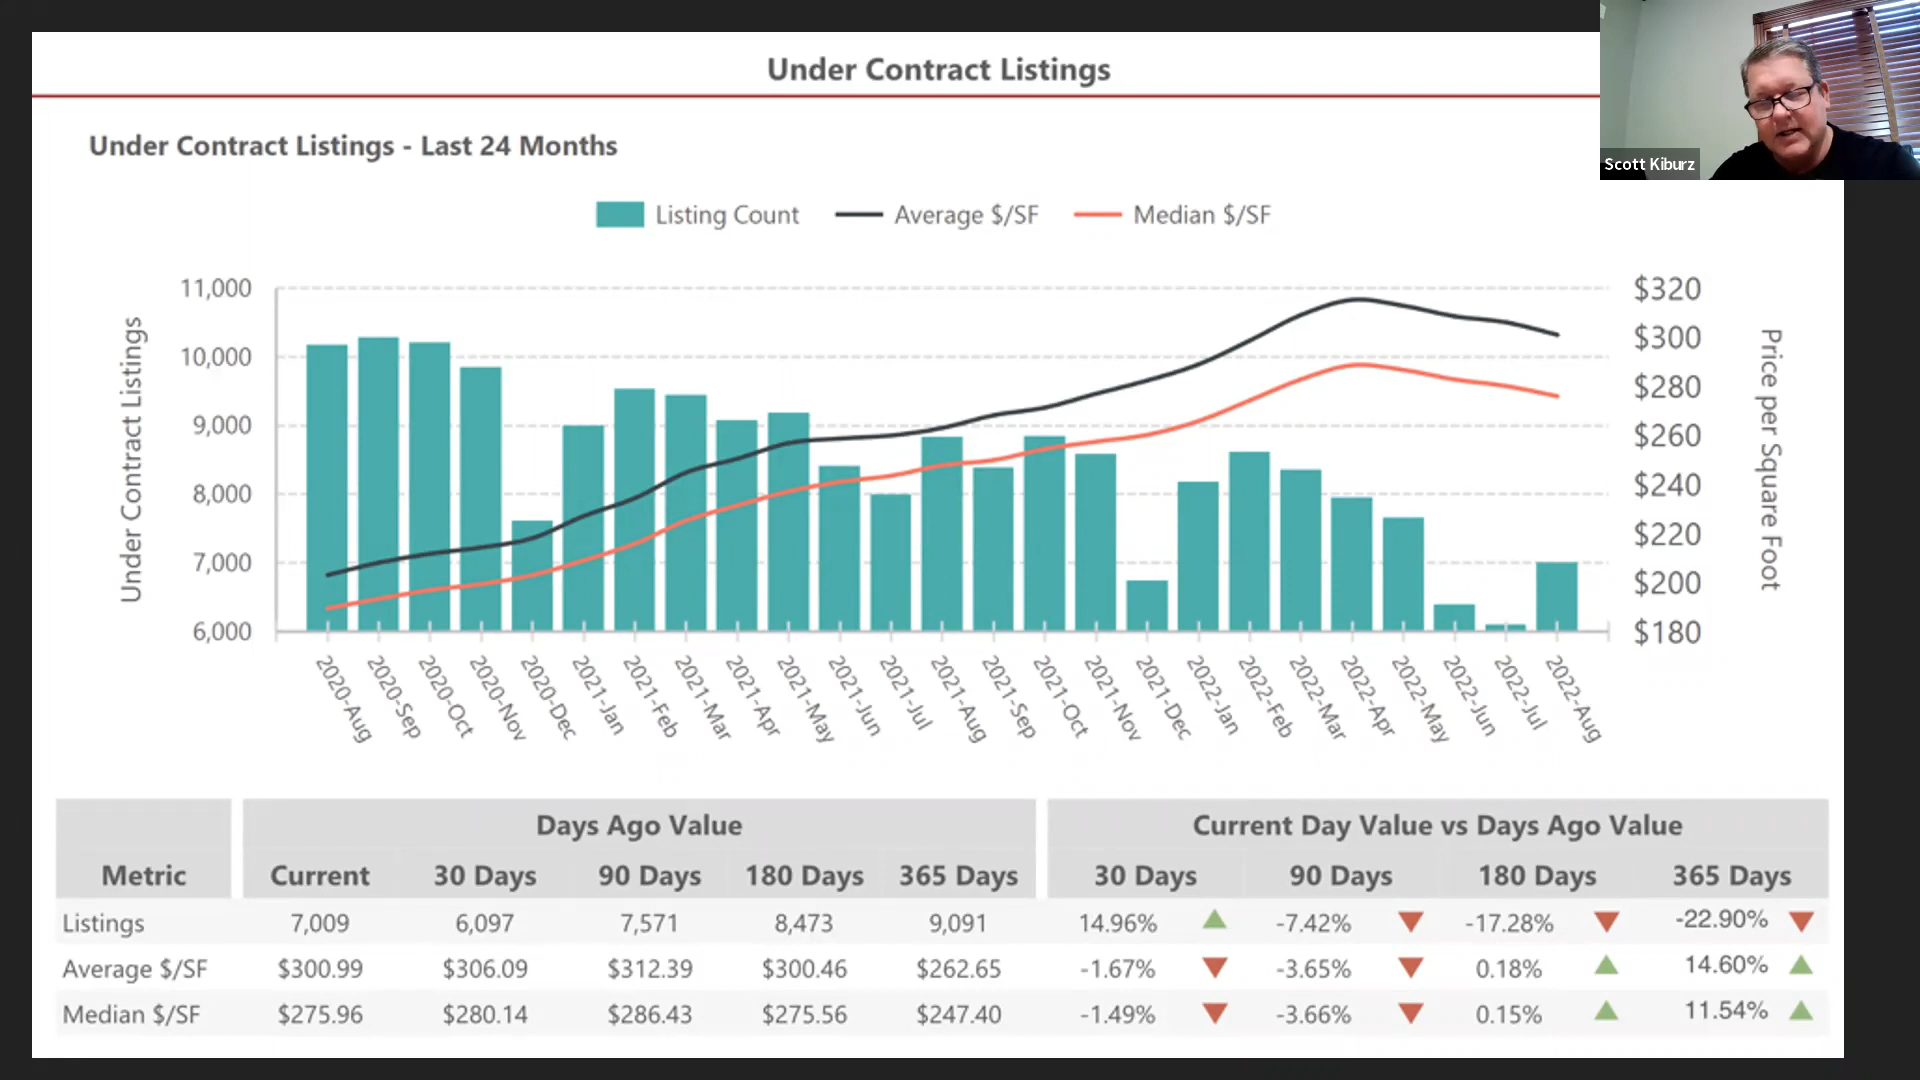 Under Contract Listings
Scott Kiburz
Under Contract Listings - Last 24 Months
Listing Count Average $/SF Median $/SF
Under Contract Listings
11,000
10,000
9,000
8,000
7,000
6,000
$320
$300
$280
$260
$240
$220
$200
$180
Price per Square Foot
2020-Aug 2020-Sep 2020-Oct 2020-Nov 2020-Dec 2021-Jan 2021-Feb 2021-Mar 2021-Apr 2021-May 2021-Jun 2021-Jul 2021-Aug 2021-Sep 2021-Oct 2021-Nov 2021-Dec 2022-Jan 2022-Feb 2022-Mar 2022-Apr 2022-May 2022-Jun 2022-Jul 2022-Aug
Days Ago Value Current Day Value vs Days Ago Value
Metric Current 30 Days 90 Days 180 Days 365 Days 30 Days 90 Days 180 Days 365 Days
Listings 7,009 6,097 7,571 8,473 9,091 14.96% -7.42% -17.28% -22.90%
Average $/SF $300.99 $306.09 $312.39 $300.46 $262.65 -1.67% -3.65% 0.18% 14.60%
Median $/SF $275.96 $280.14 $286.43 $275.56 $247.40 -1.49% -3.66% 0.15% 11.54%